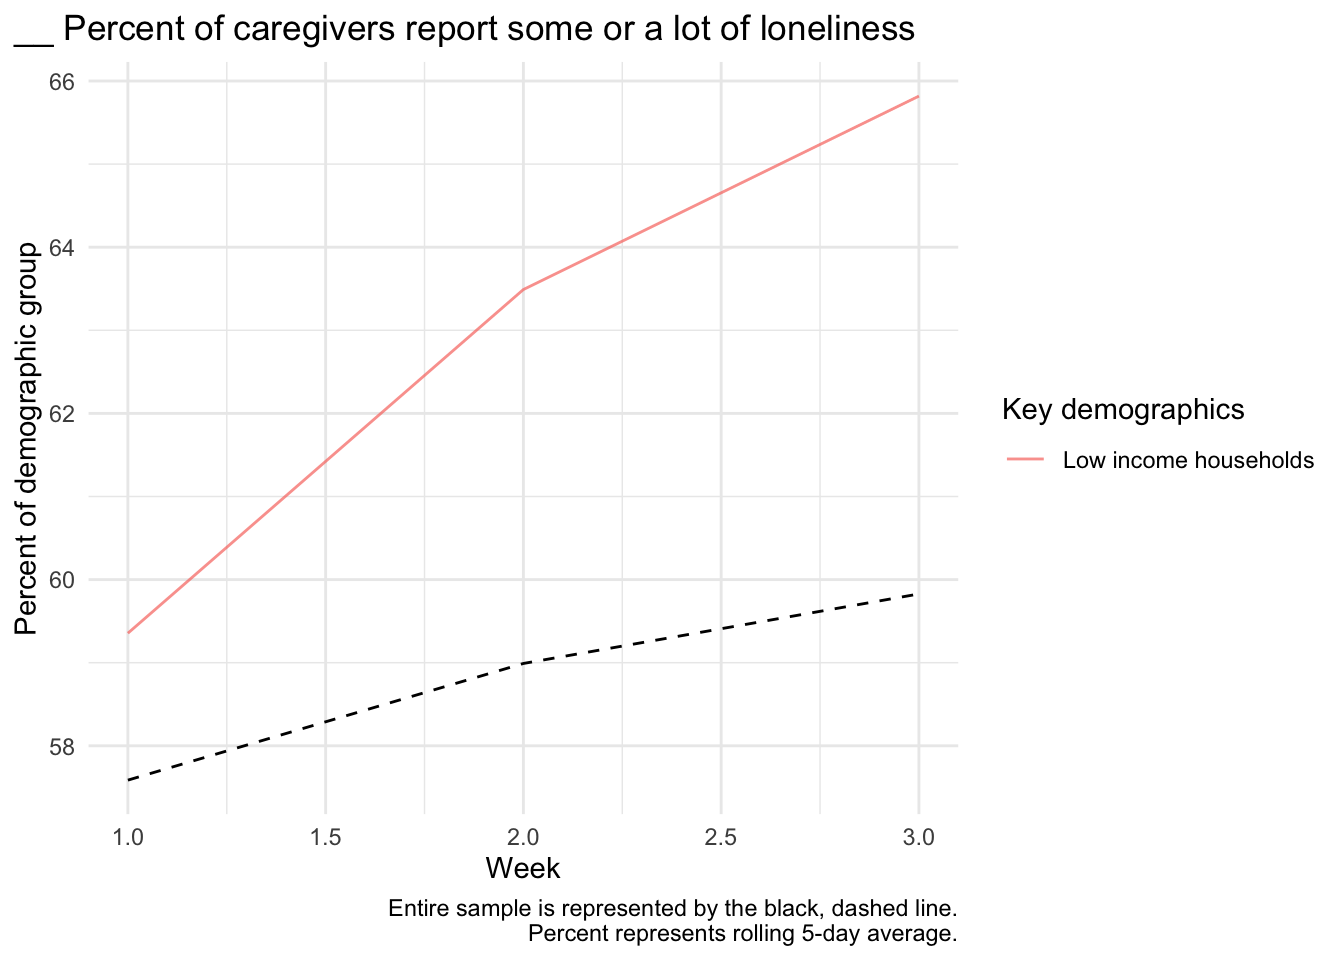 __ Percent of caregivers report some or a lot of loneliness
Percent of demographic group
66
64
62
60
58
1.0 1.5 2.0 2.5 3.0
Week
Key demographics
Low income households
Entire sample is represented by the black, dashed line.
Percent represents rolling 5-day average.